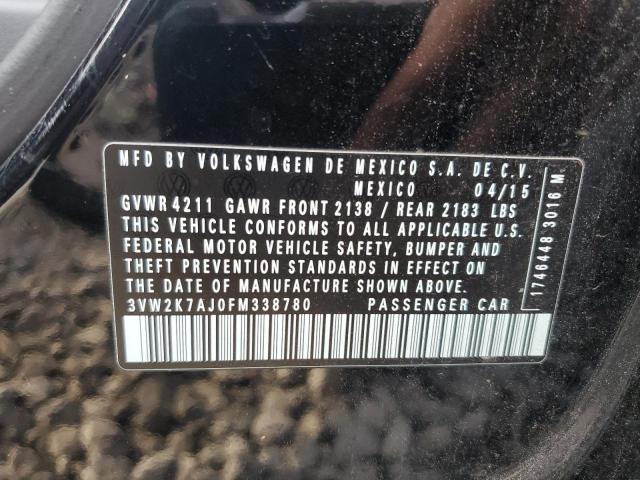 MFD BY VOLKSWAGEN DE MEXICO S.A. DE C.V.
MEXICO 04/15
GVWR 4211 GAWR FRONT 2138 / REAR 2183 LBS
THIS VEHICLE CONFORMS TO ALL APPLICABLE U.S.
FEDERAL MOTOR VEHICLE SAFETY, BUMPER AND
THEFT PREVENTION STANDARDS IN EFFECT ON
THE DATE OF MANUFACTURE SHOWN ABOVE
3VW2K7AJ0FM338780 PASSENGER CAR
1746448 3016 M